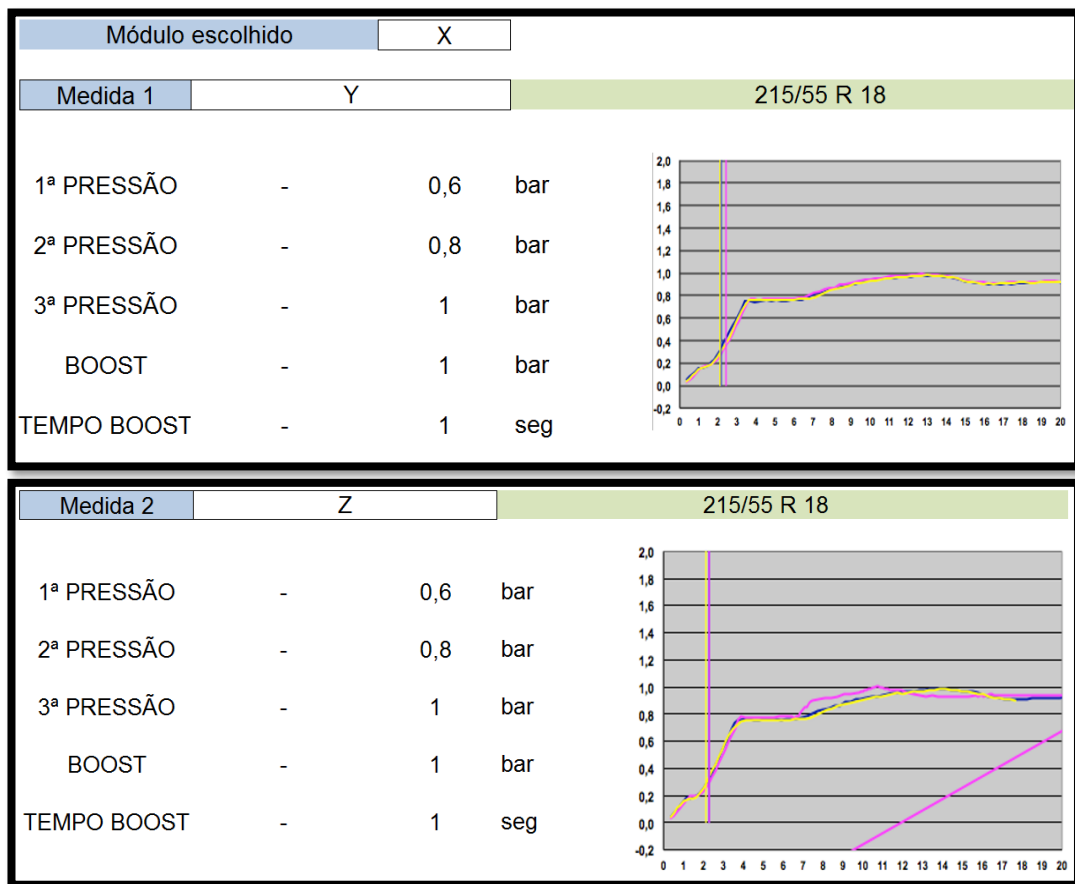 Módulo escolhido X
Medida 1 Y 215/55 R 18
1ª PRESSÃO - 0,6 bar
2ª PRESSÃO - 0,8 bar
3ª PRESSÃO - 1 bar
BOOST - 1 bar
TEMPO BOOST - 1 seg
2,0
1,8
1,6
1,4
1,2
1,0
0,8
0,6
0,4
0,2
0,0
-0,2
0 1 2 3 4 5 6 7 8 9 10 11 12 13 14 15 16 17 18 19 20
Medida 2 Z 215/55 R 18
1ª PRESSÃO - 0,6 bar
2ª PRESSÃO - 0,8 bar
3ª PRESSÃO - 1 bar
BOOST - 1 bar
TEMPO BOOST - 1 seg
2,0
1,8
1,6
1,4
1,2
1,0
0,8
0,6
0,4
0,2
0,0
-0,2
0 1 2 3 4 5 6 7 8 9 10 11 12 13 14 15 16 17 18 19 20